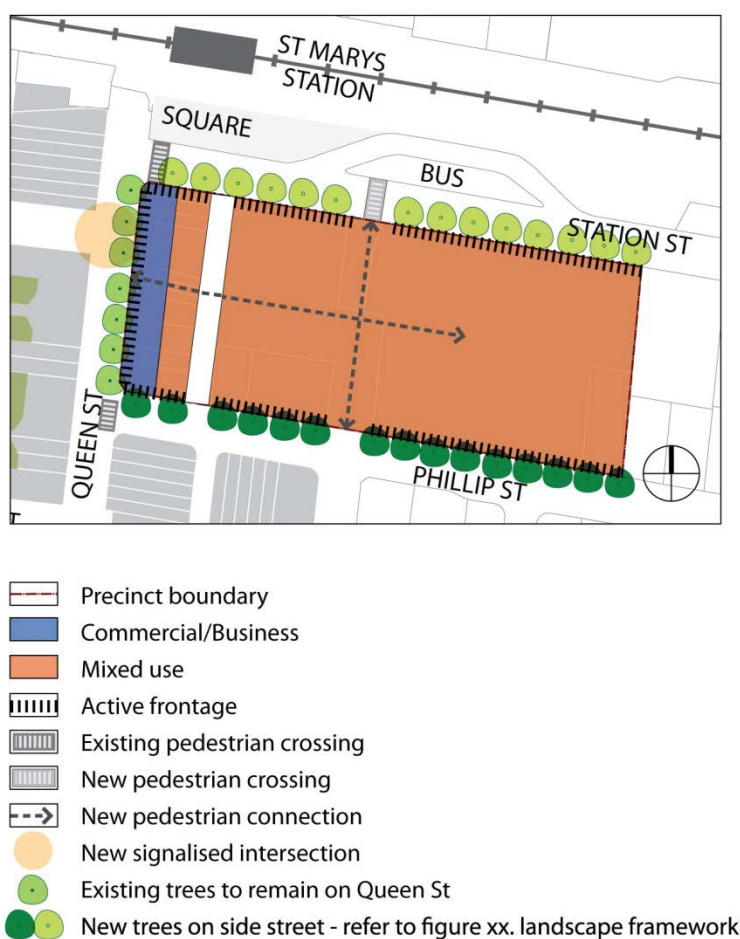 ST MARYS
STATION
SQUARE
BUS
STATION ST
QUEEN ST
PHILLIP ST
T
Precinct boundary
Commercial/Business
Mixed use
Active frontage
Existing pedestrian crossing
New pedestrian crossing
New pedestrian connection
New signalised intersection
Existing trees to remain on Queen St
New trees on side street - refer to figure xx. landscape framework